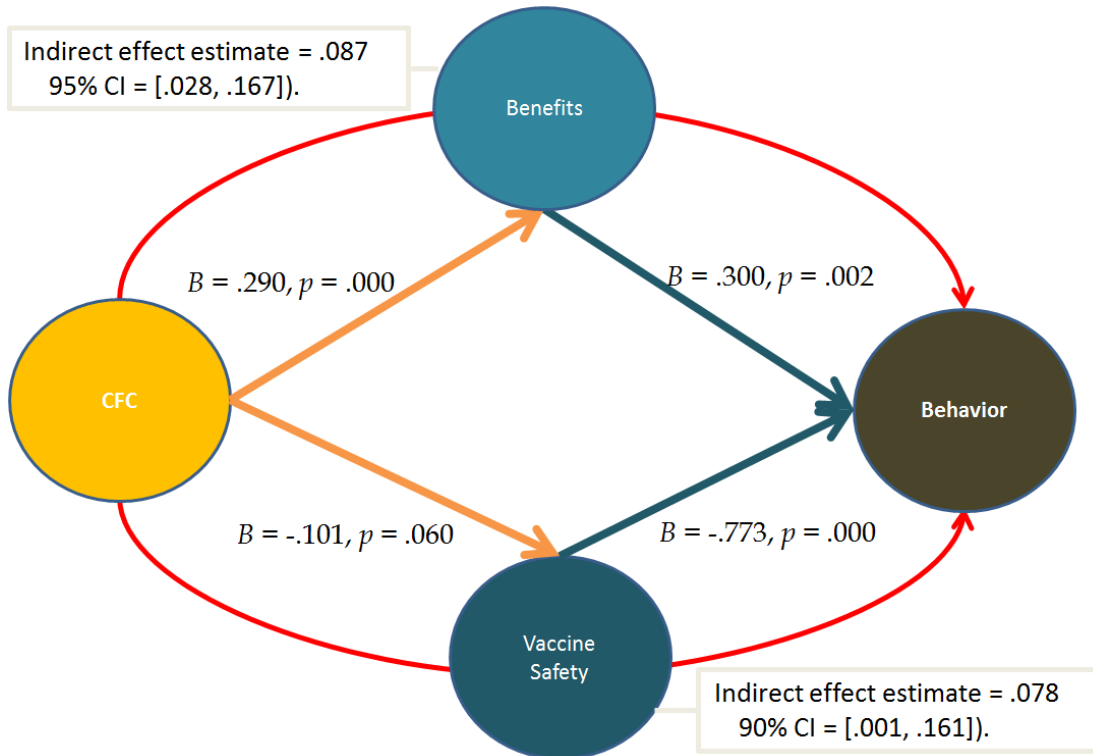 Indirect effect estimate = .087
95% CI = [.028, .167]).
Benefits
B = .290, p = .000
B = .300, p = .002
CFC
Behavior
B = -.101, p = .060
B = -.773, p = .000
Vaccine
Safety
Indirect effect estimate = .078
90% CI = [.001, .161]).